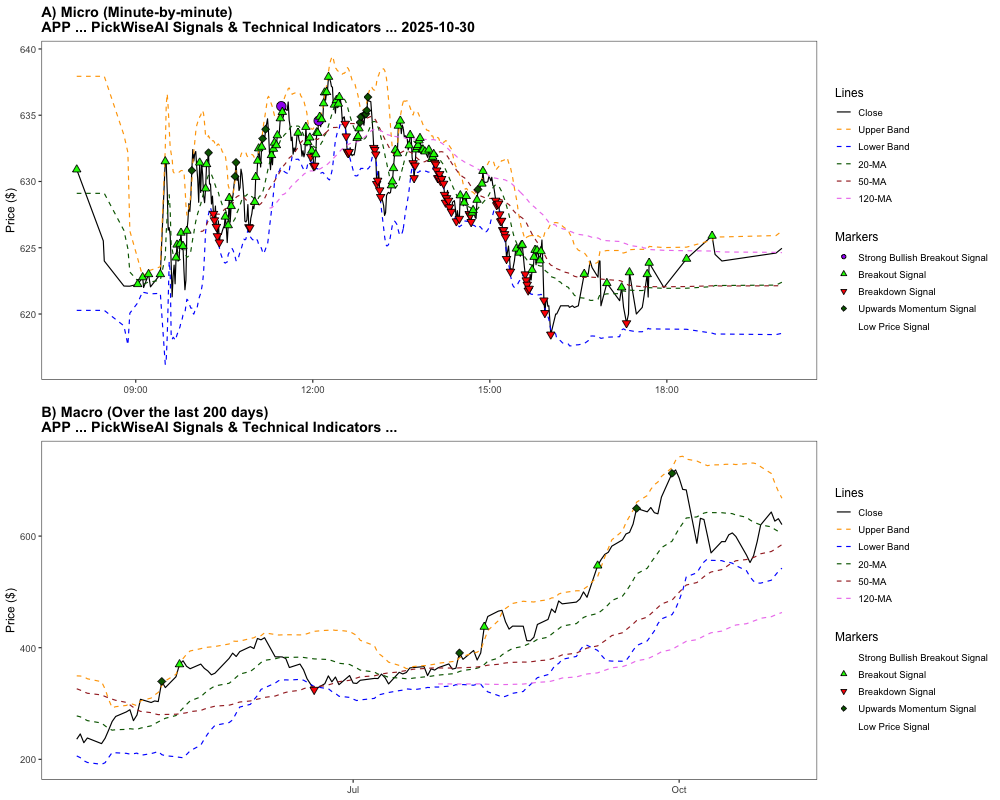 A) Micro (Minute-by-minute)
APP ... PickWiseAI Signals & Technical Indicators ... 2025-10-30
640
635
630
625
620
Price ($)
09:00
12:00
15:00
18:00
Lines
Close
Upper Band
Lower Band
20-MA
50-MA
120-MA
Markers
Strong Bullish Breakout Signal
Breakout Signal
Breakdown Signal
Upwards Momentum Signal
Low Price Signal
B) Macro (Over the last 200 days)
APP ... PickWiseAI Signals & Technical Indicators ...
600
400
200
Price ($)
Jul
Oct
Lines
Close
Upper Band
Lower Band
20-MA
50-MA
120-MA
Markers
Strong Bullish Breakout Signal
Breakout Signal
Breakdown Signal
Upwards Momentum Signal
Low Price Signal